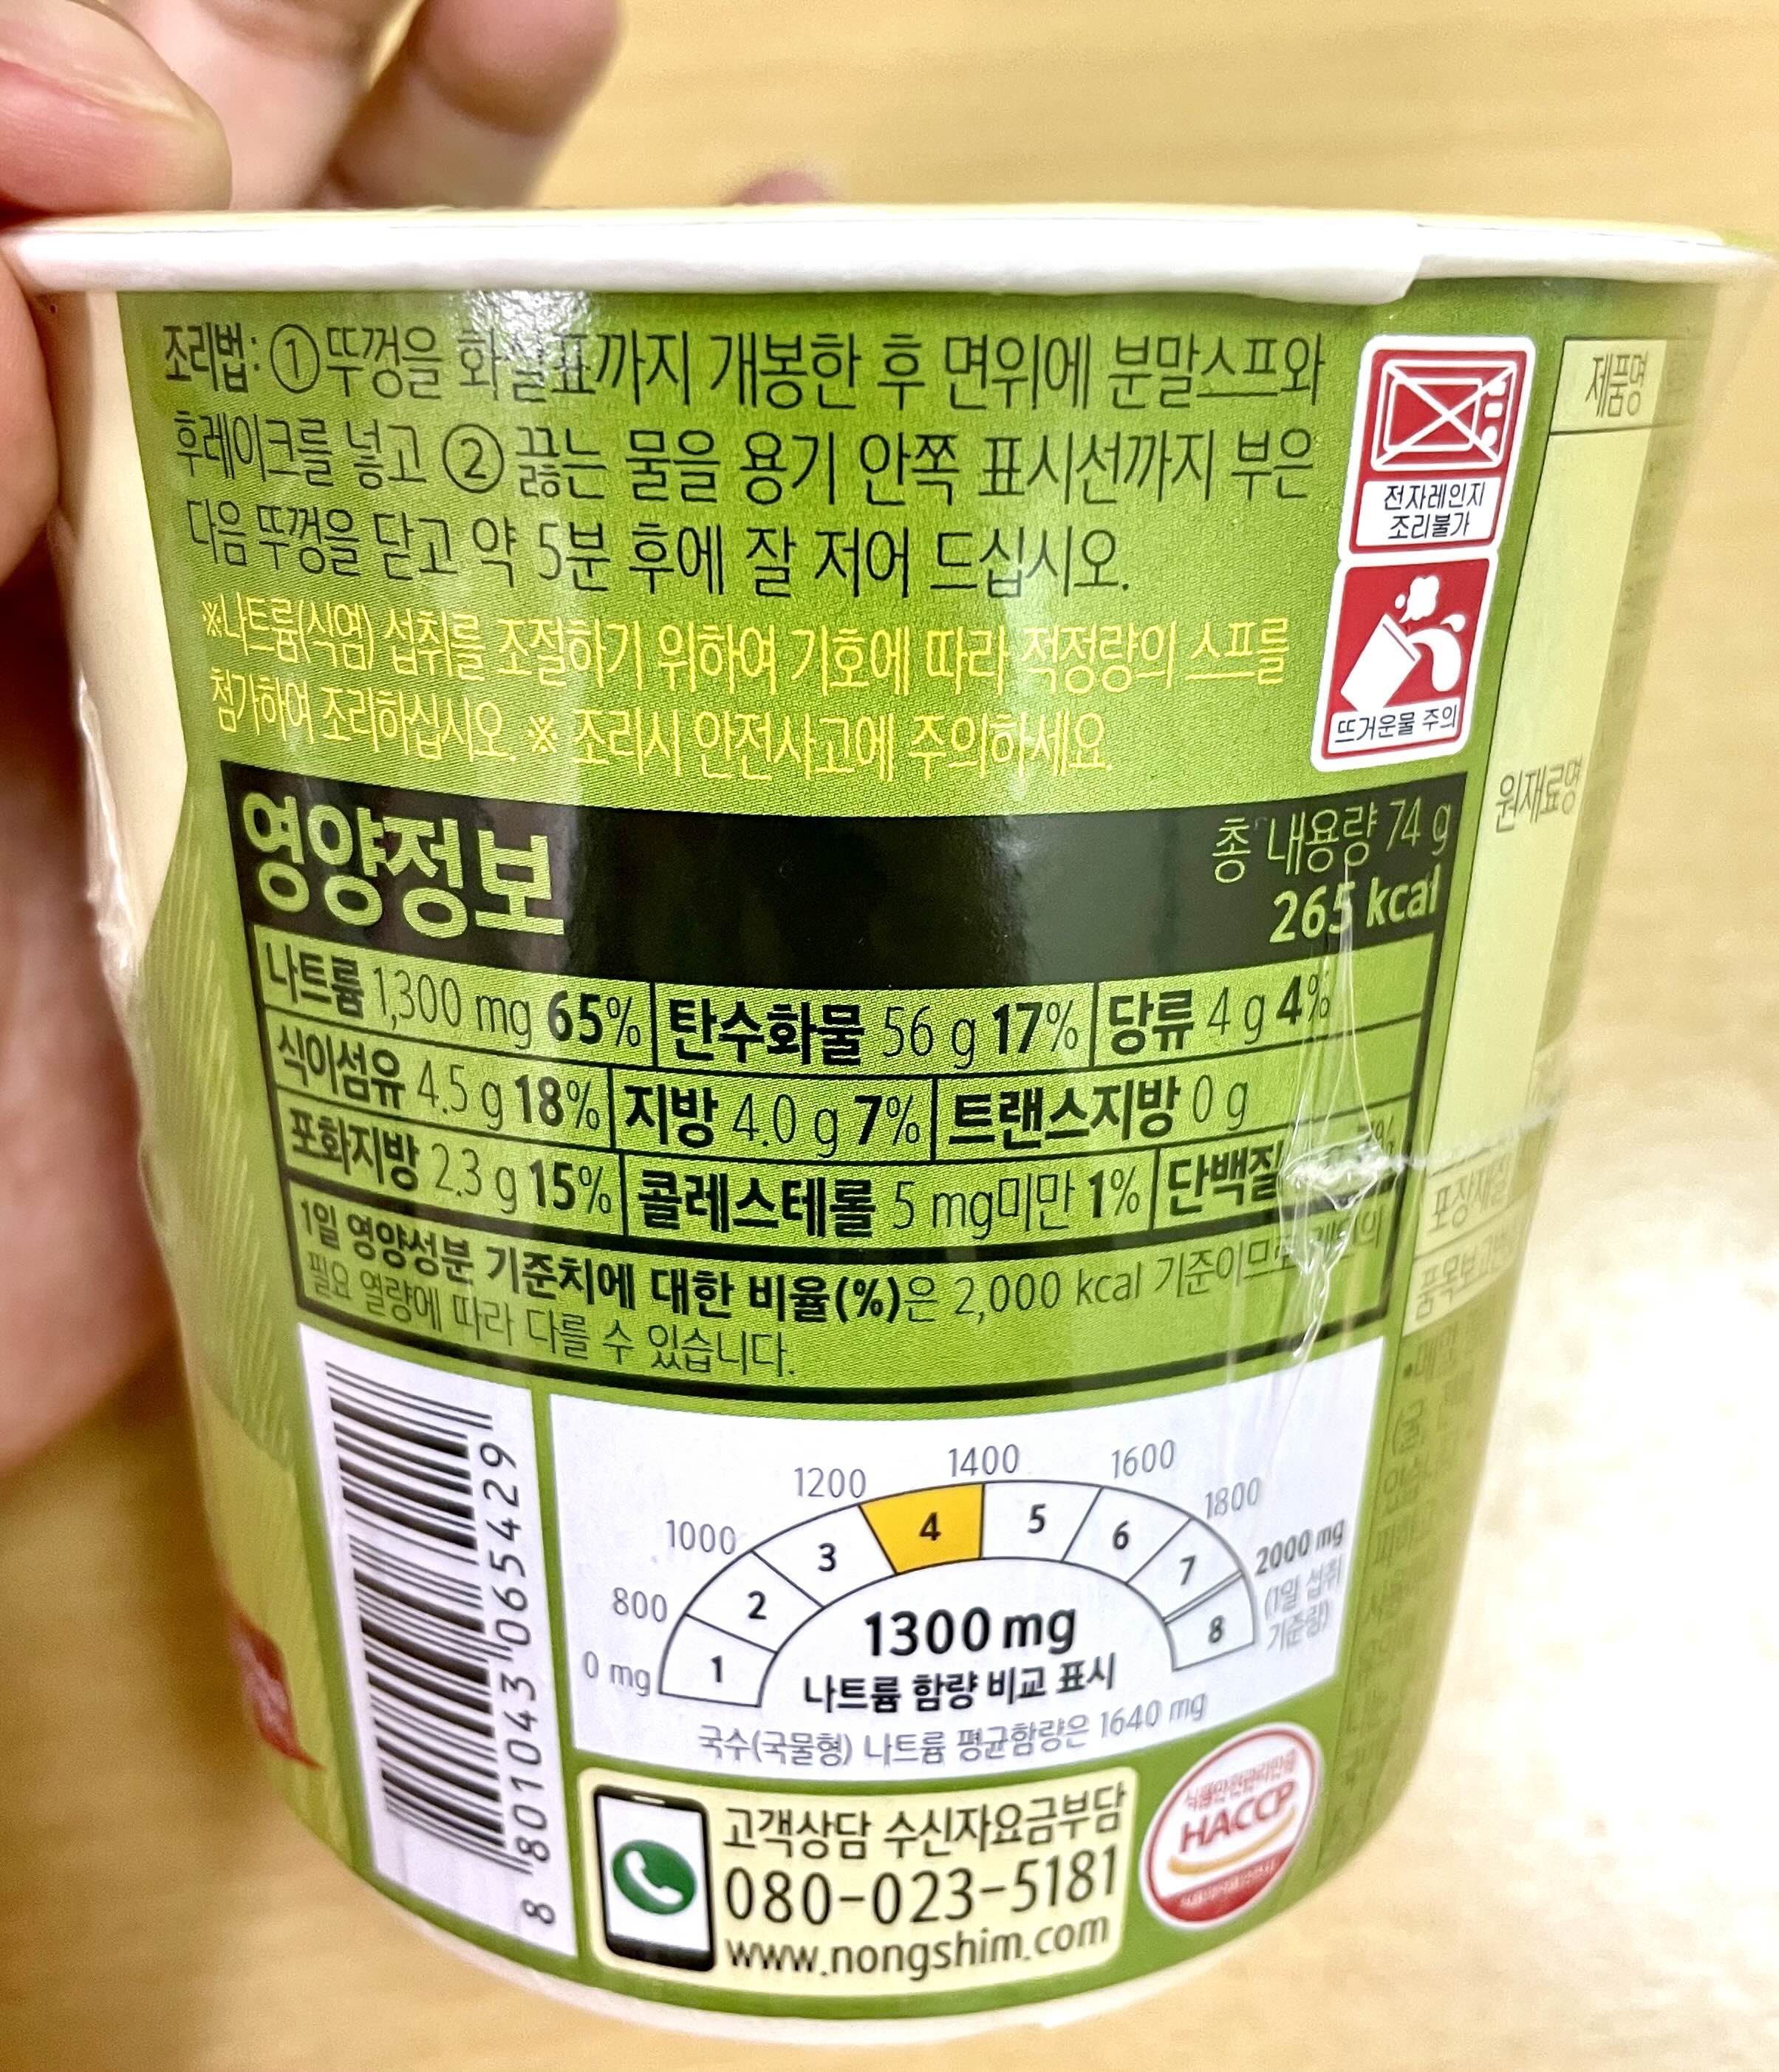 조리법: ①뚜껑을 화살표까지 개봉한 후 면위에 분말스프와
후레이크를 넣고 ②끓는 물을 용기 안쪽 표시선까지 부은
다음 뚜껑을 닫고 약 5분 후에 잘 저어 드십시오.
※나트륨(식염) 섭취를 조절하기 위하여 기호에 따라 적정량의 스프를
첨가하여 조리하십시오. ※ 조리시 안전사고에 주의하세요.
전자레인지
조리불가
뜨거운물 주의
제품명
원재료명
포장재질
영양정보
총 내용량 74 g
265 kcal
나트륨 1,300 mg 65% 탄수화물 56 g 17% 당류 4 g 4%
식이섬유 4.5 g 18% 지방 4.0 g 7% 트랜스지방 0 g
포화지방 2.3 g 15% 콜레스테롤 5 mg미만 1% 단백질
1일 영양성분 기준치에 대한 비율(%)은 2,000 kcal 기준이므로
필요 열량에 따라 다를 수 있습니다.
8 801043 065429
0 mg 800 1000 1200 1400 1600 1800 2000 mg
(1일 섭취
기준량)
1 2 3 4 5 6 7 8
1300 mg
나트륨 함량 비교 표시
국수(국물형) 나트륨 평균함량은 1640 mg
고객상담 수신자요금부담
080-023-5181
www.nongshim.com
HACCP